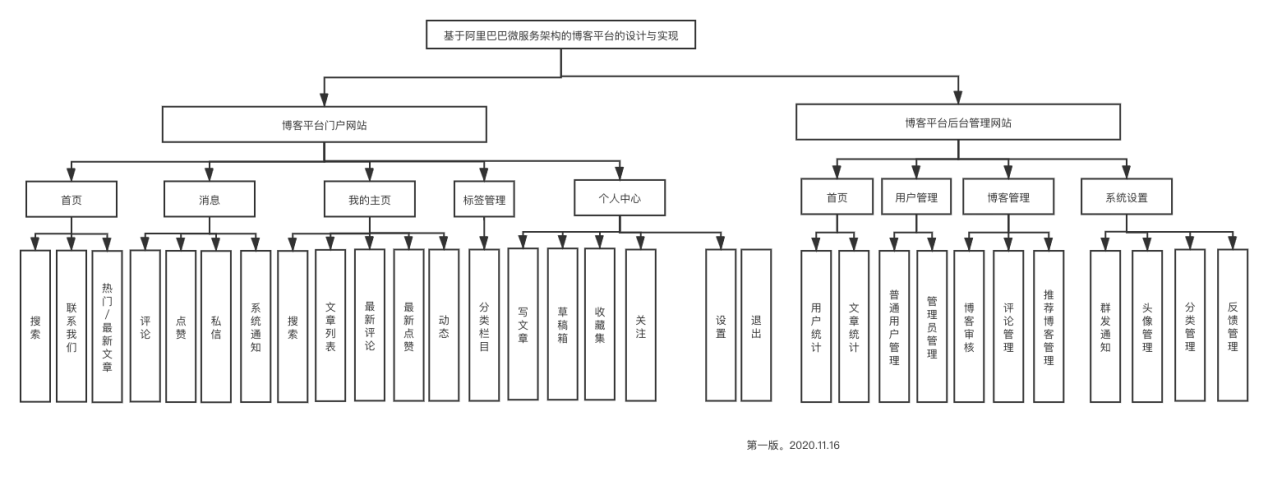 基于阿里巴巴微服务架构的博客平台的设计与实现
博客平台门户网站
博客平台后台管理网站
首页
消息
我的主页
标签管理
个人中心
首页
用户管理
博客管理
系统设置
搜索
联系我们
热门/最新文章
评论
点赞
私信
系统通知
搜索
文章列表
最新评论
最新点赞
动态
分类栏目
写文章
草稿箱
收藏集
关注
设置
退出
用户统计
文章统计
普通用户管理
管理员管理
博客审核
评论管理
推荐博客管理
群发通知
头像管理
分类管理
反馈管理
第一版。2020.11.16